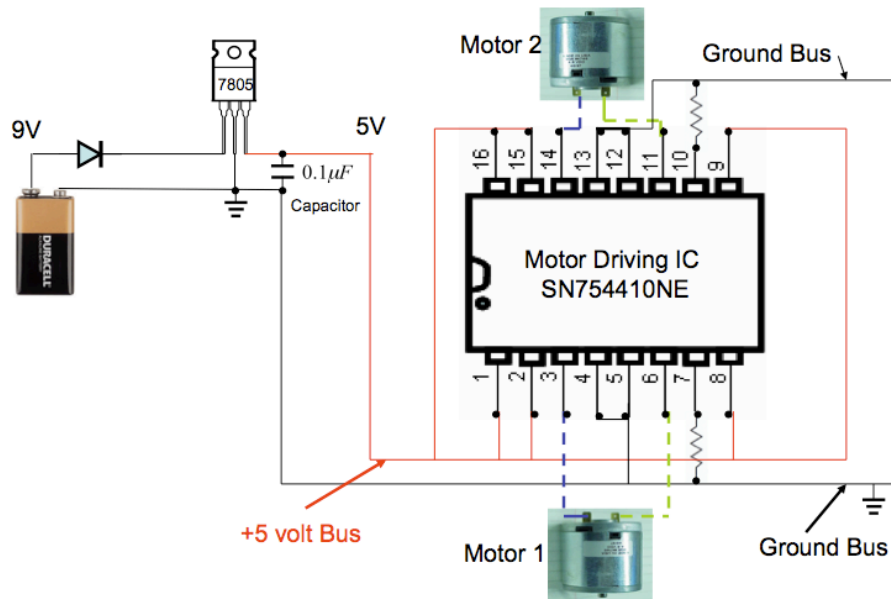 Motor 2
Ground Bus
7805
9V
5V
0.1μF
Capacitor
16 15 14 13 12 11 10 9
DURACELL
Motor Driving IC
SN754410NE
1 2 3 4 5 6 7 8
+5 volt Bus
Motor 1
Ground Bus